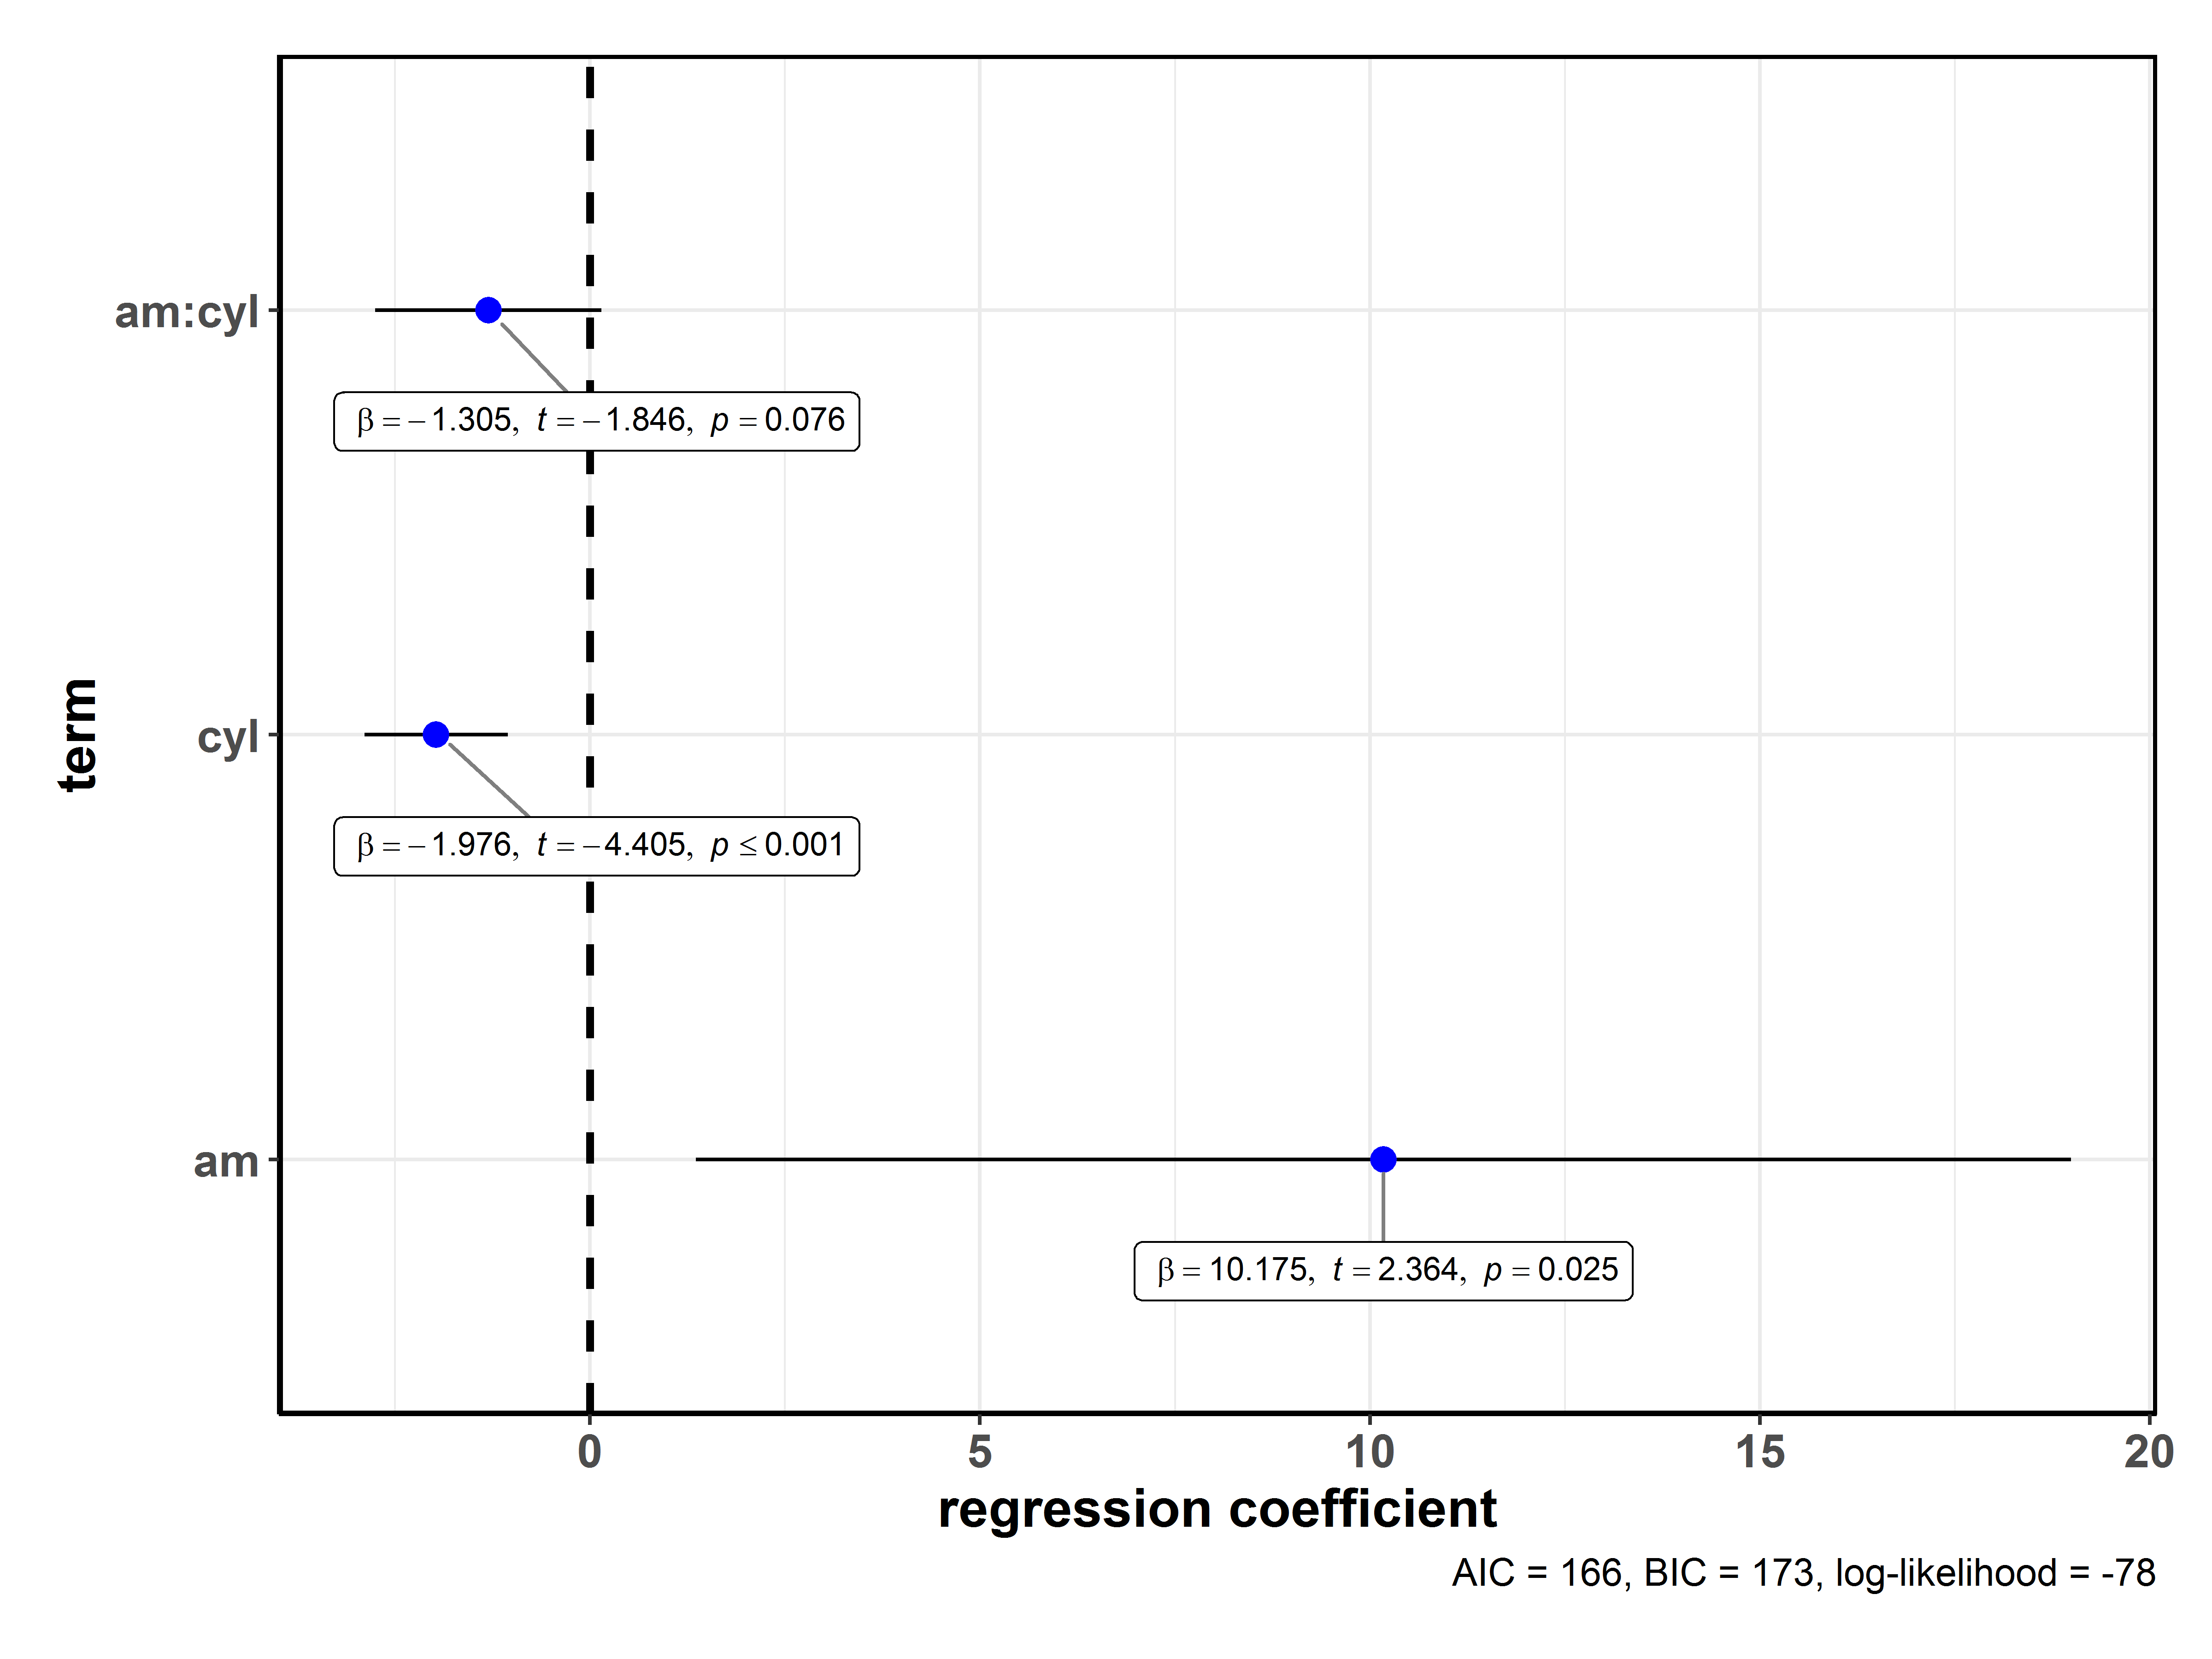 am:cyl
β = −1.305, t = −1.846, p = 0.076
term
cyl
β = −1.976, t = −4.405, p ≤ 0.001
am
β = 10.175, t = 2.364, p = 0.025
0 5 10 15 20
regression coefficient
AIC = 166, BIC = 173, log-likelihood = -78